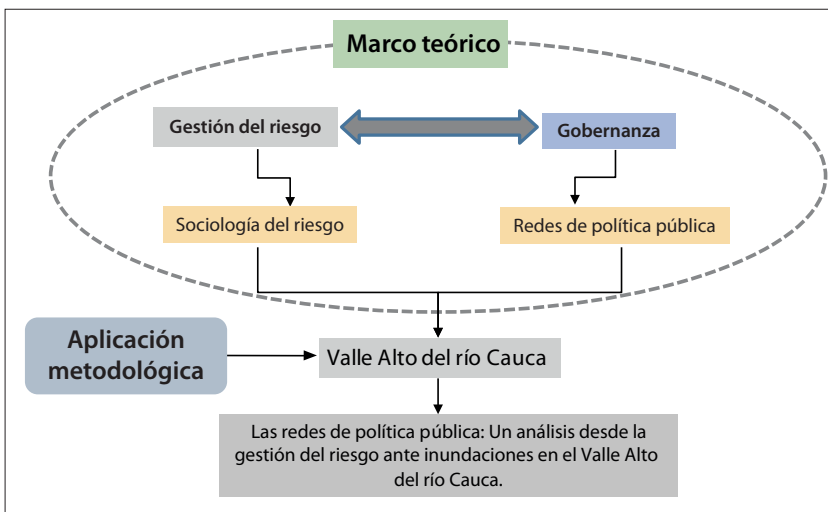 Marco teórico
Gestión del riesgo
Gobernanza
Sociología del riesgo
Redes de política pública
Aplicación
metodológica
Valle Alto del río Cauca
Las redes de política pública: Un análisis desde la
gestión del riesgo ante inundaciones en el Valle Alto
del río Cauca.